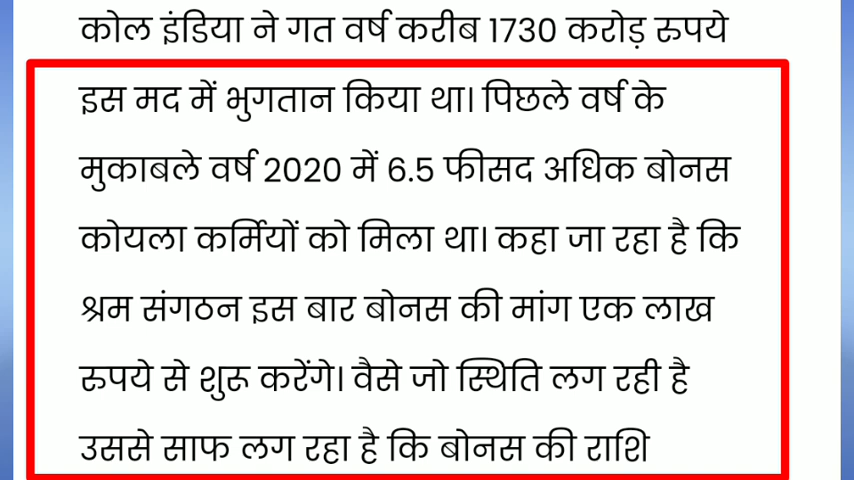 कोल इंडिया ने गत वर्ष करीब 1730 करोड़ रुपये
इस मद में भुगतान किया था। पिछले वर्ष के
मुकाबले वर्ष 2020 में 6.5 फीसद अधिक बोनस
कोयला कर्मियों को मिला था। कहा जा रहा है कि
श्रम संगठन इस बार बोनस की मांग एक लाख
रुपये से शुरू करेंगे। वैसे जो स्थिति लग रही है
उससे साफ लग रहा है कि बोनस की राशि